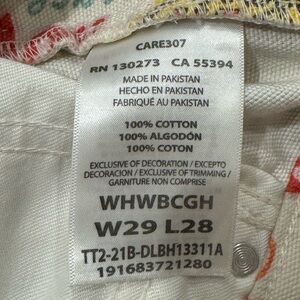 CARE307
RN 130273 CA 55394
MADE IN PAKISTAN
HECHO EN PAKISTAN
FABRIQUÉ AU PAKISTAN
100% COTTON
100% ALGODÓN
100% COTON
EXCLUSIVE OF DECORATION / EXCEPTO
DECORACION / EXCLUSIVE OF TRIMMING /
GARNITURE NON COMPRISE
WHWBCGH
W29 L28
TT2-21B-DLBH13311A
191683721280